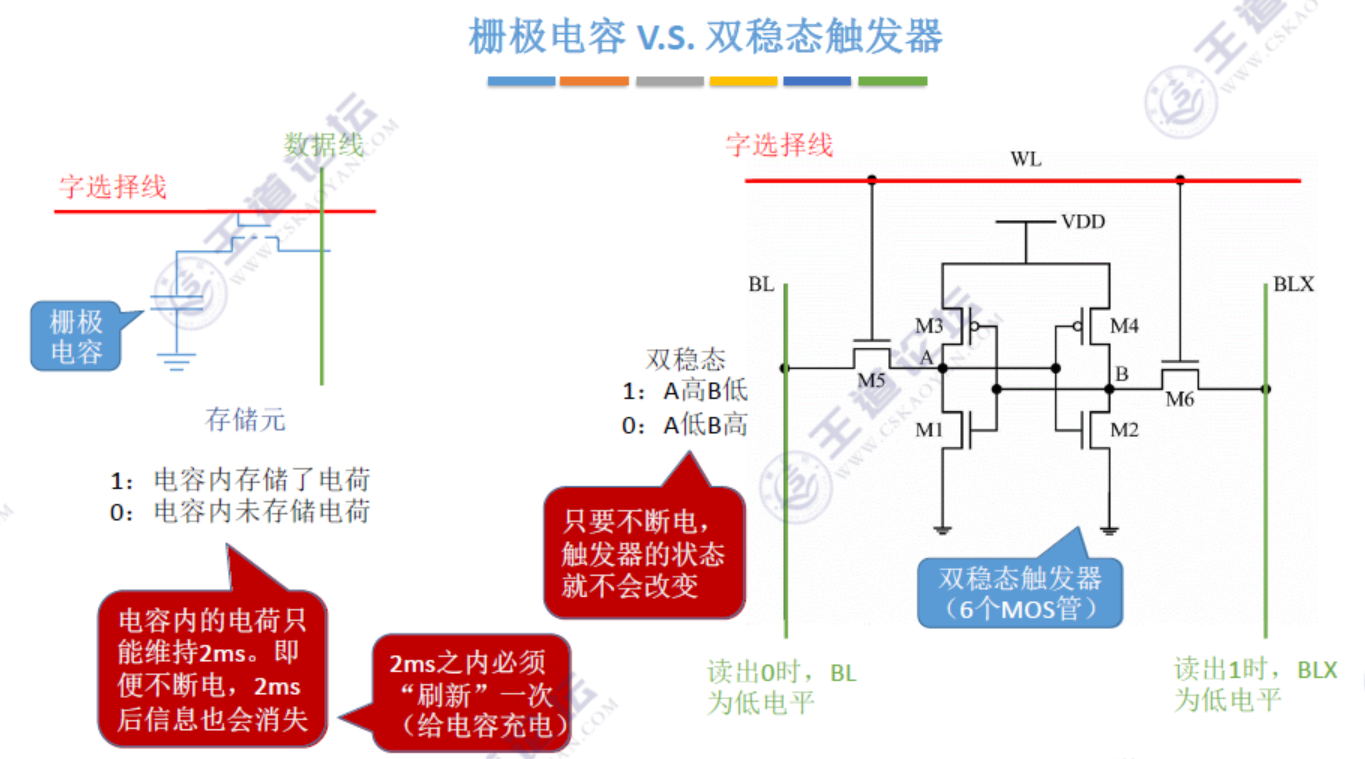 栅极电容 V.S. 双稳态触发器
数据线
字选择线
栅极
电容
存储元
1：电容内存储了电荷
0：电容内未存储电荷
电容内的电荷只
能维持2ms。即
便不断电，2ms
后信息也会消失
2ms之内必须
“刷新”一次
（给电容充电）
字选择线
WL
VDD
BL
BLX
M3
M4
A
B
M5
M6
M1
M2
双稳态
1：A高B低
0：A低B高
只要不断电，
触发器的状态
就不会改变
双稳态触发器
（6个MOS管）
读出0时，BL
为低电平
读出1时，BLX
为低电平
王道论坛
WWW.CSKAOYAN.COM